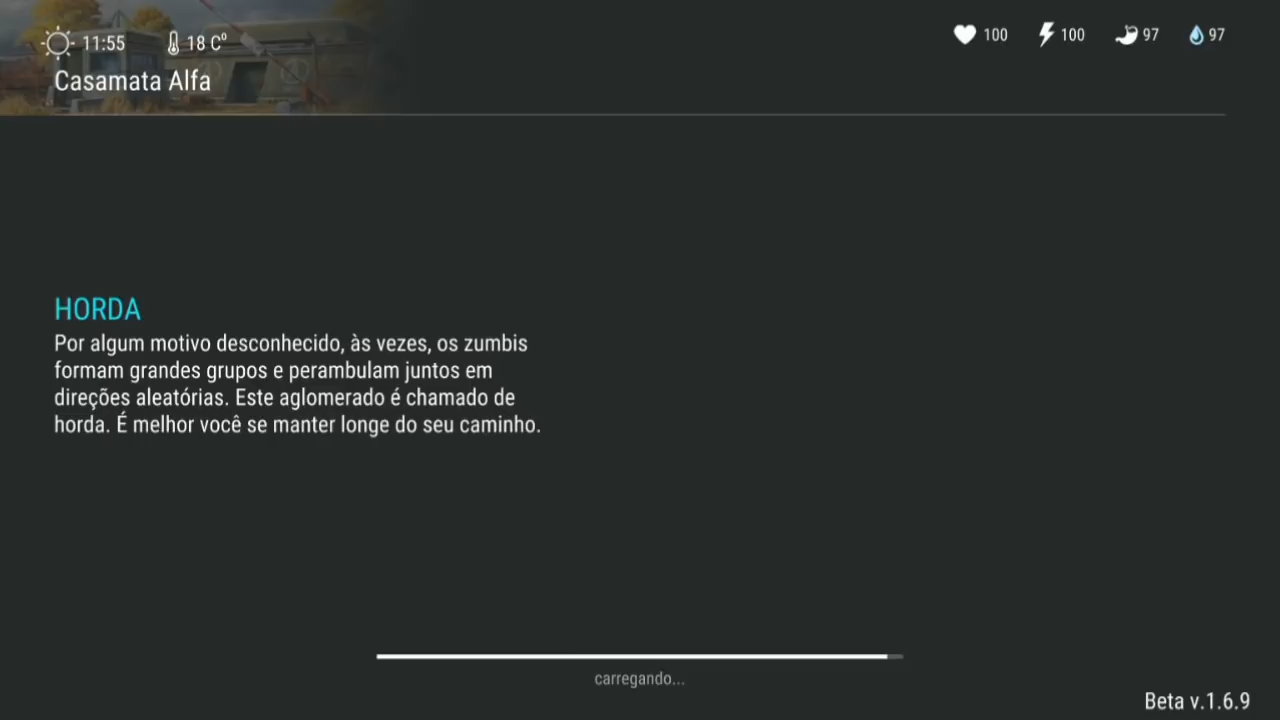 11:55 18 Cº
100 100 97 97
Casamata Alfa
HORDA
Por algum motivo desconhecido, às vezes, os zumbis
formam grandes grupos e perambulam juntos em
direções aleatórias. Este aglomerado é chamado de
horda. É melhor você se manter longe do seu caminho.
carregando...
Beta v.1.6.9